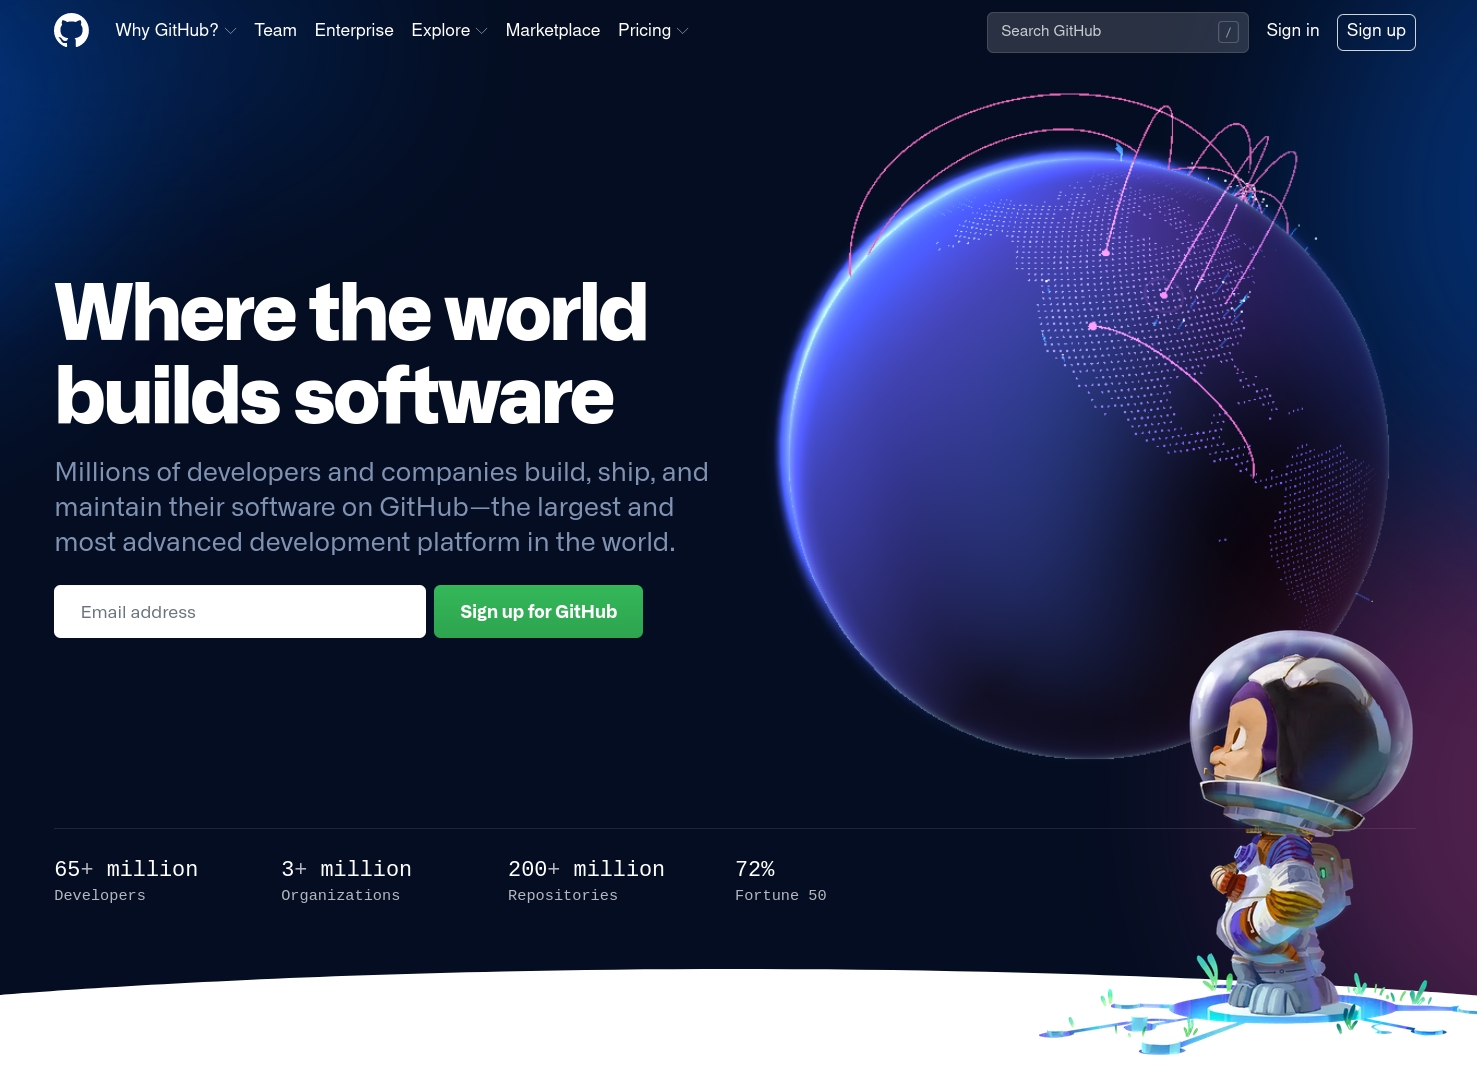 Why GitHub?
Team
Enterprise
Explore
Marketplace
Pricing
Search GitHub
/
Sign in
Sign up
Where the world
builds software
Millions of developers and companies build, ship, and
maintain their software on GitHub—the largest and
most advanced development platform in the world.
Email address
Sign up for GitHub
65+ million
Developers
3+ million
Organizations
200+ million
Repositories
72%
Fortune 50